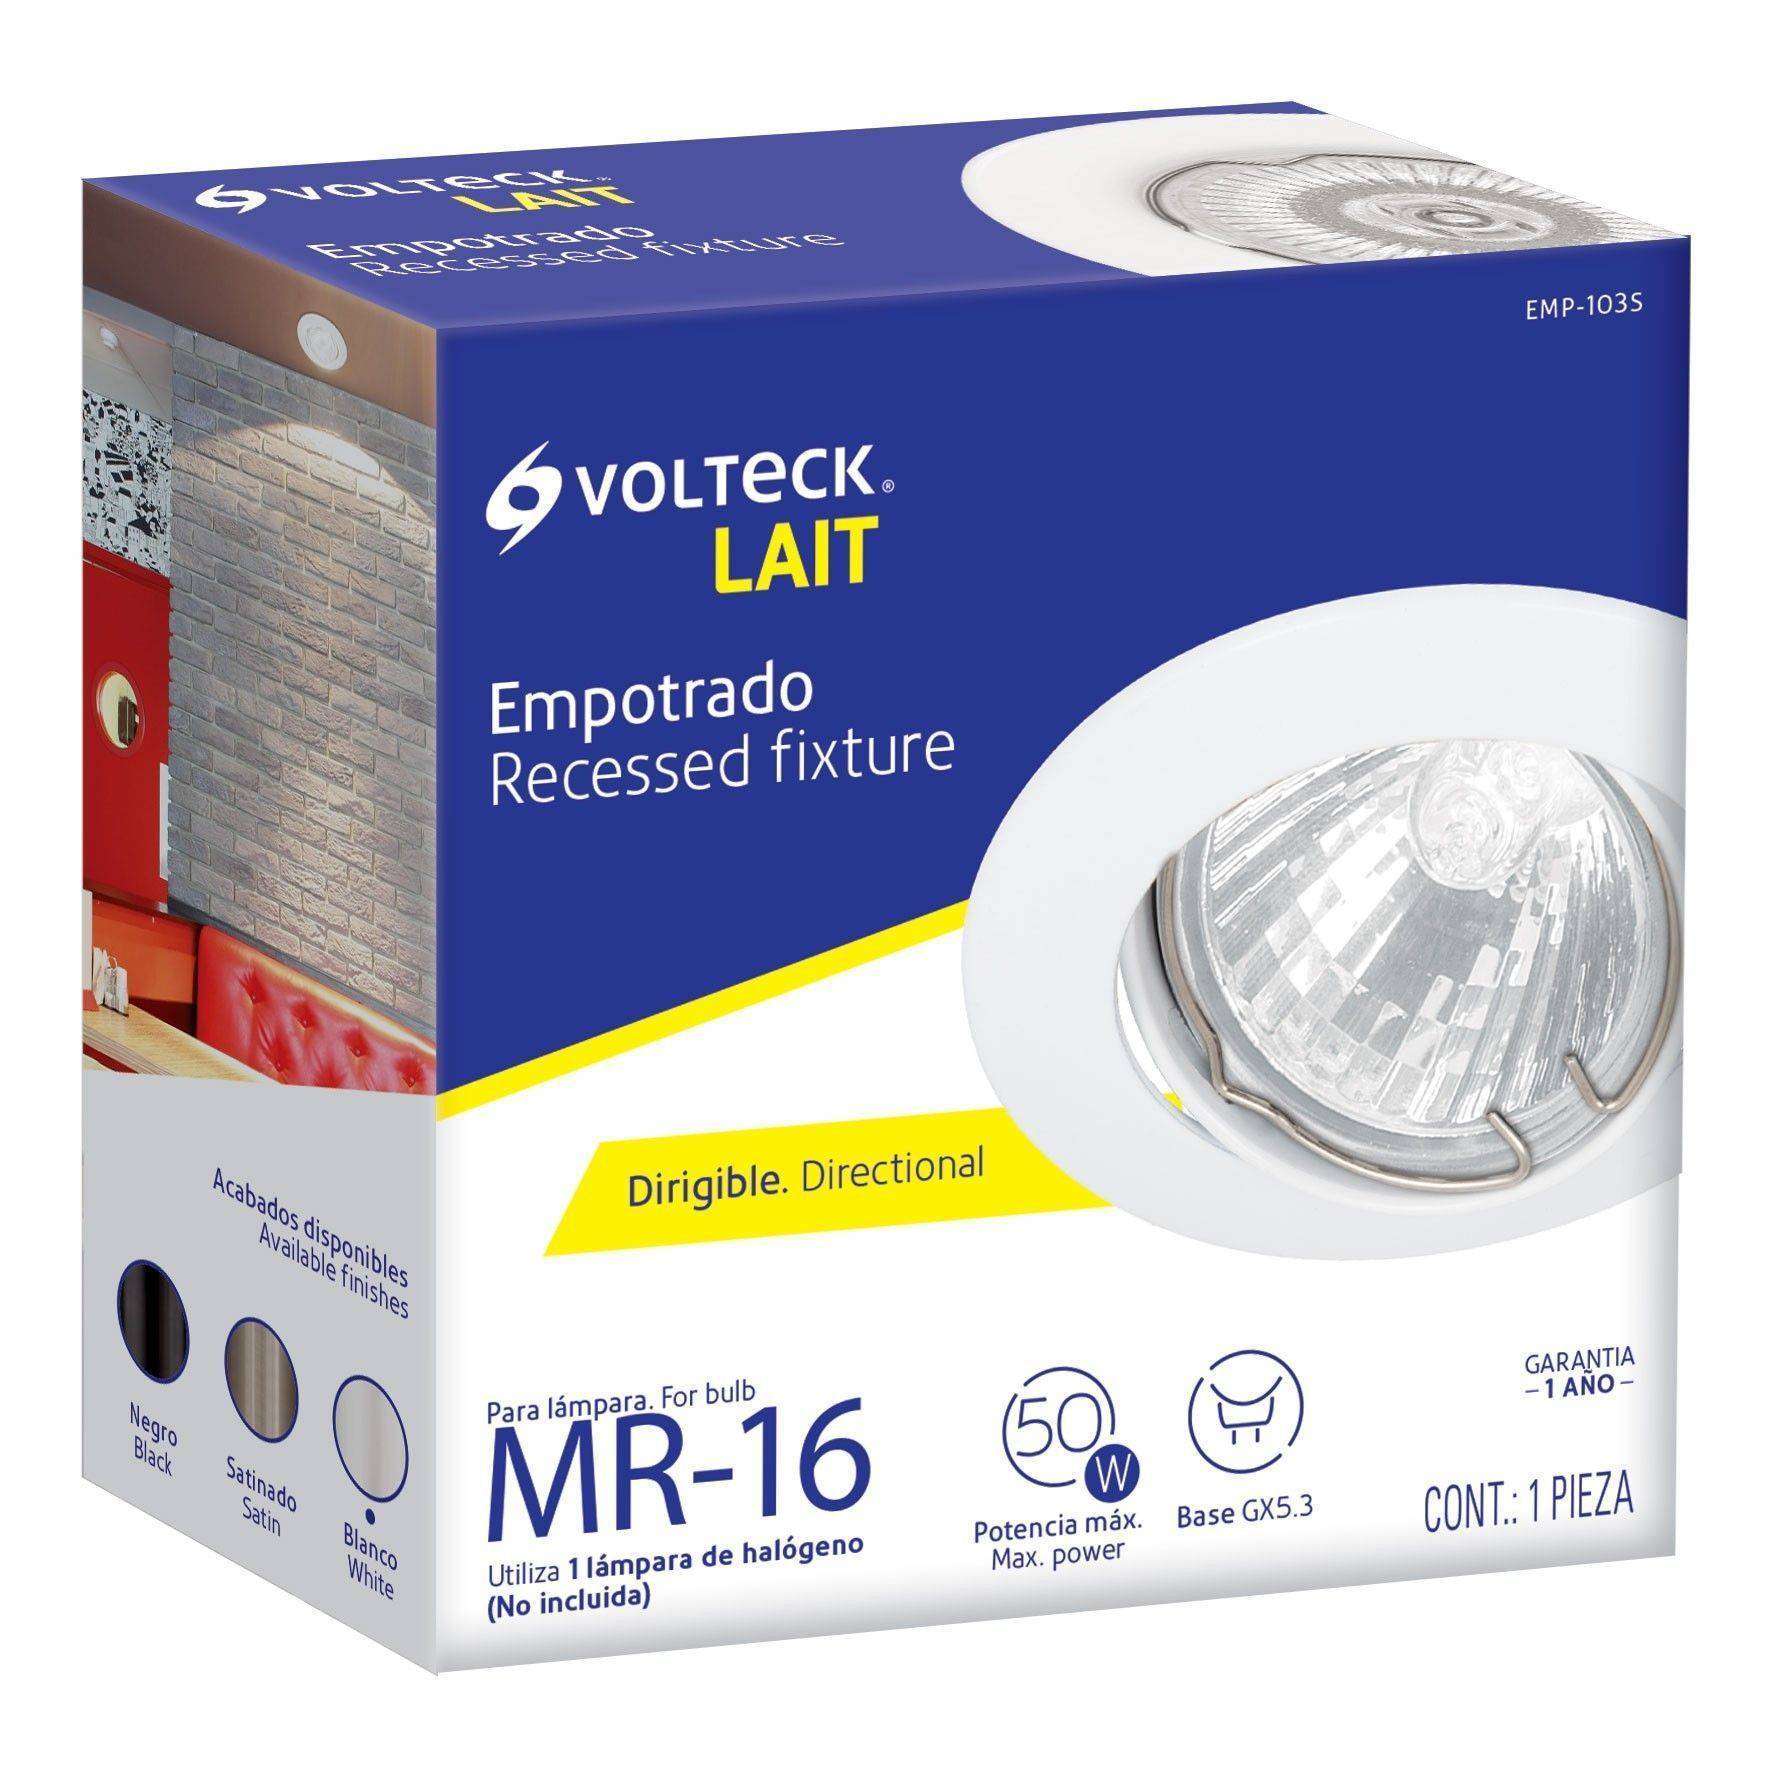 VOLTECK®
LAIT
Empotrado
Recessed fixture
EMP-103S
VOLTECK®
LAIT
Empotrado
Recessed fixture
Dirigible. Directional
Acabados disponibles
Available finishes
Negro
Black
Satinado
Satin
Blanco
White
Para lámpara. For bulb
MR-16
Utiliza 1 lámpara de halógeno
(No incluida)
50
W
Potencia máx.
Max. power
Base GX5.3
GARANTIA
– 1 AÑO –
CONT.: 1 PIEZA